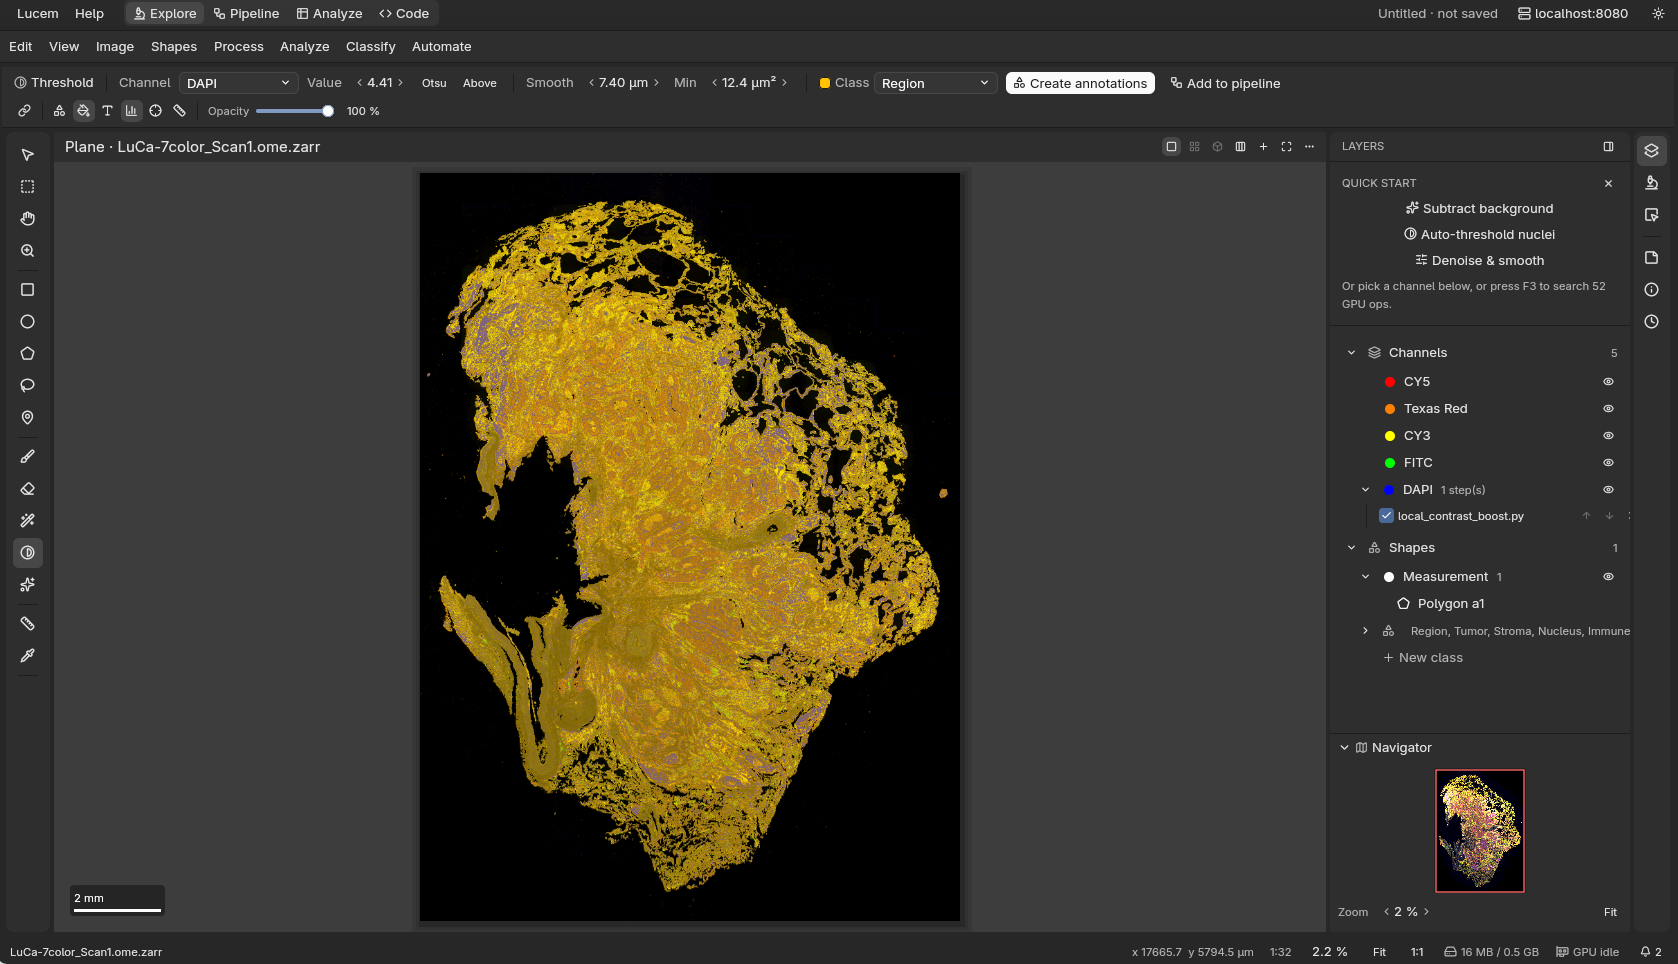 Lucem Help Explore Pipeline Analyze Code Untitled · not saved localhost:8080
Edit View Image Shapes Process Analyze Classify Automate
Threshold Channel DAPI Value 4.41 Otsu Above Smooth 7.40 µm Min 12.4 µm² Class Region Create annotations Add to pipeline
Opacity 100 %
Plane · LuCa-7color_Scan1.ome.zarr
LAYERS
QUICK START
Subtract background
Auto-threshold nuclei
Denoise & smooth
Or pick a channel below, or press F3 to search 52
GPU ops.
Channels 5
CY5
Texas Red
CY3
FITC
DAPI 1 step(s)
local_contrast_boost.py
Shapes 1
Measurement 1
Polygon a1
Region, Tumor, Stroma, Nucleus, Immune
+ New class
Navigator
2 mm
Zoom 2 % Fit
LuCa-7color_Scan1.ome.zarr x 17665.7 y 5794.5 µm 1:32 2.2 % Fit 1:1 16 MB / 0.5 GB GPU idle 2